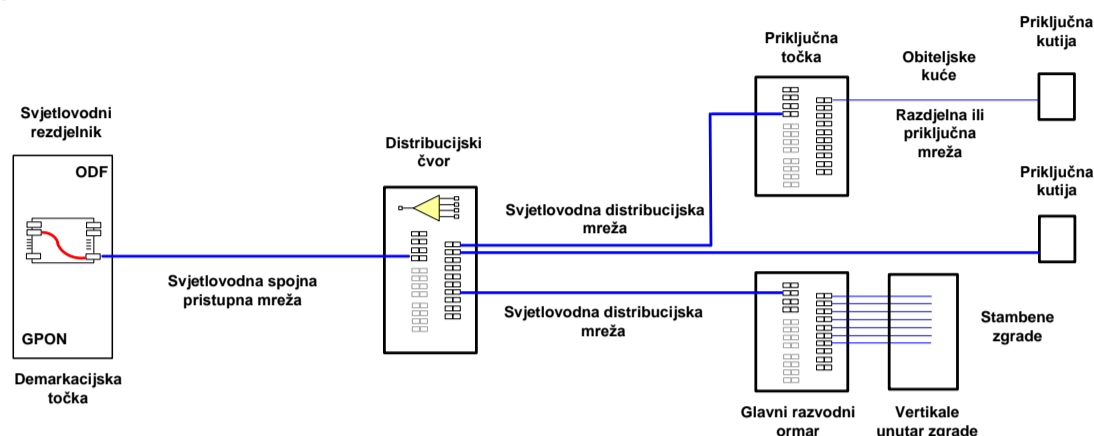 Svjetlovodni
rezdjelnik
ODF
GPON
Demarkacijska
točka
Svjetlovodna spojna
pristupna mreža
Distribucijski
čvor
Svjetlovodna distribucijska
mreža
Svjetlovodna distribucijska
mreža
Priključna
točka
Obiteljske
kuće
Razdjelna ili
priključna
mreža
Priključna
kutija
Priključna
kutija
Stambene
zgrade
Glavni razvodni
ormar
Vertikale
unutar zgrade